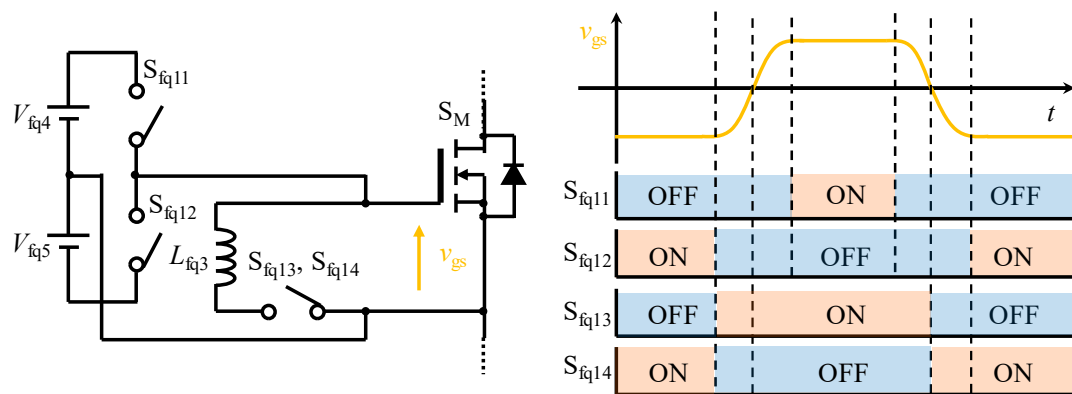 S_fq11
V_fq4
S_M
S_fq12
V_fq5
L_fq3
S_fq13, S_fq14
v_gs
v_gs
t
S_fq11 OFF ON OFF
S_fq12 ON OFF ON
S_fq13 OFF ON OFF
S_fq14 ON OFF ON